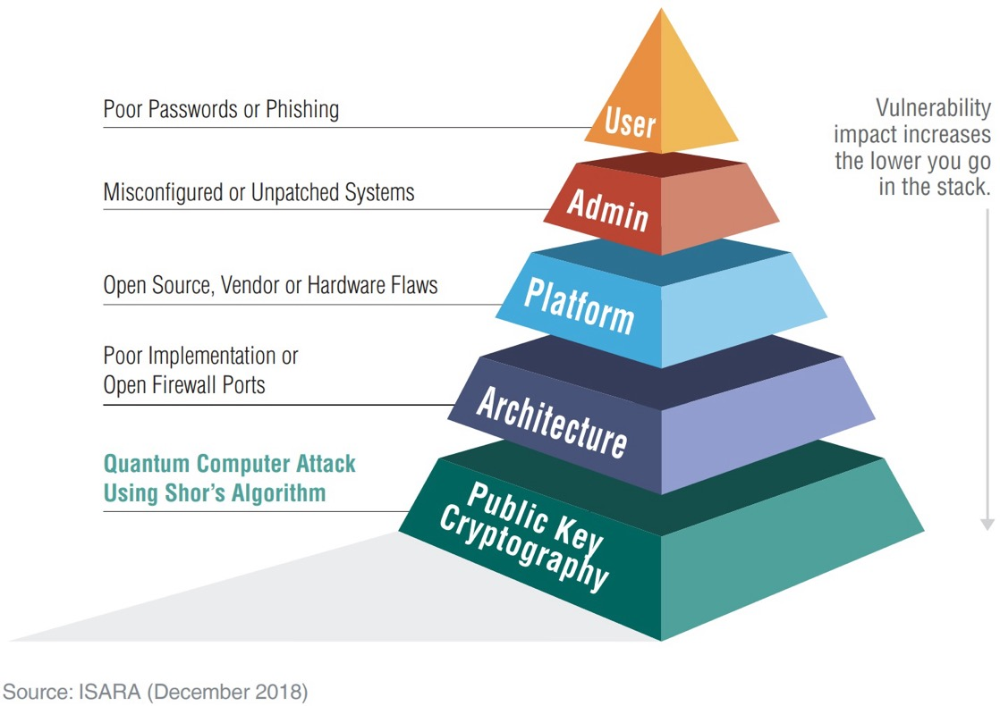 Poor Passwords or Phishing
User
Vulnerability
impact increases
the lower you go
in the stack.
Misconfigured or Unpatched Systems
Admin
Open Source, Vendor or Hardware Flaws
Platform
Poor Implementation or
Open Firewall Ports
Architecture
Quantum Computer Attack
Using Shor’s Algorithm
Public Key
Cryptography
Source: ISARA (December 2018)